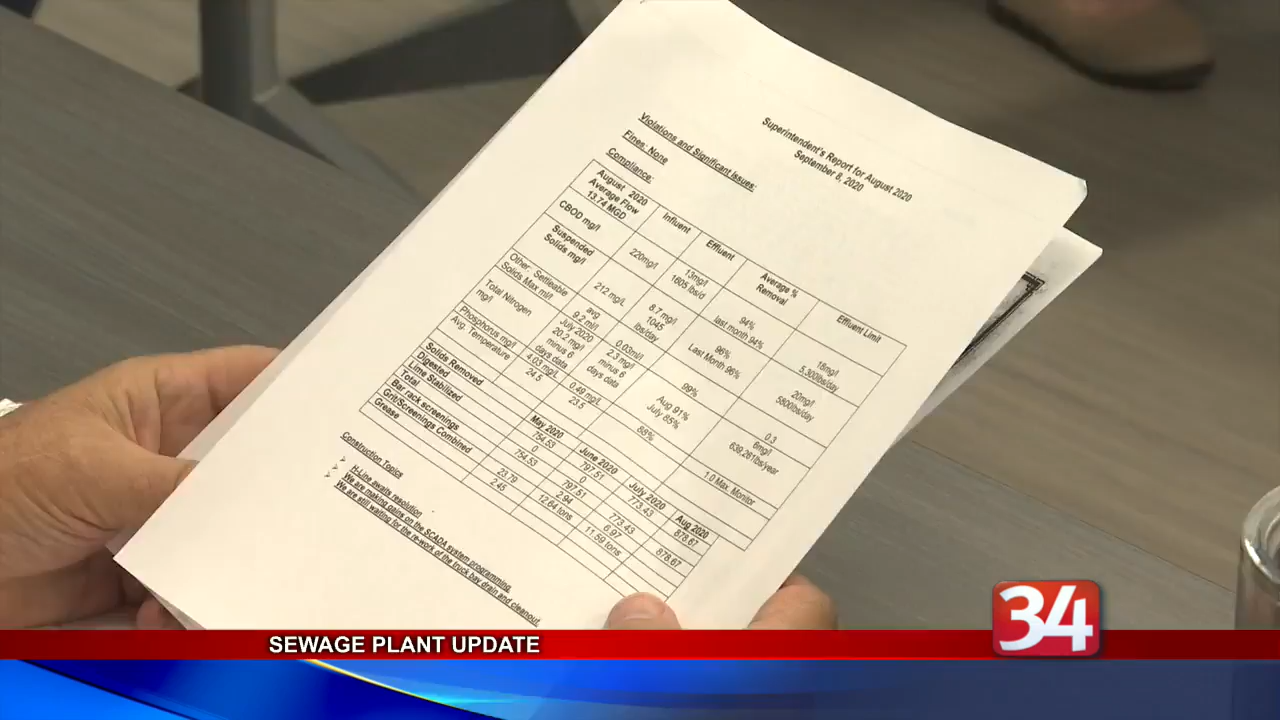 Superintendent's Report for August 2020
September 8, 2020
Violations and Significant Issues:
Fines: None
Compliance:
August 2020 Average Flow 13.74 MGD Influent Effluent Average % Removal Effluent Limit
CBOD mg/l 220mg/l 13mg/l 1605 lbs/d 94% last month 94% 18mg/l 5,300lbs/day
Suspended Solids mg/l 212 mg/L 8.7 mg/l 1045 lbs/day 96% Last Month 96% 20mg/l 5800lbs/day
Other: Settleable Solids Max ml/l avg 9.2 ml/l 0.03ml/l 99% 0.3
Total Nitrogen mg/l July 2020 20.2 mg/l minus 6 days data 2.3 mg/l minus 6 days data Aug 91% July 85% 6mg/l 639,261lbs/year
Phosphorus mg/l 4.03 mg/L 0.49 mg/L 88% 1.0 Max. Monitor
Avg. Temperature 24.5 23.5
Solids Removed May 2020 June 2020 July 2020 Aug 2020
Digested 754.53 797.51 773.43 878.67
Lime Stabilized 0 0
Total 754.53 797.51 773.43 878.67
Bar rack screenings 2.94 6.97
Grit/Screenings Combined 23.79 12.64 tons 11.59 tons
Grease 2.45
Construction Topics
H-Line awaits resolution
We are making gains on the SCADA system programming.
We are still waiting for the re-work of the truck bay drain and cleanout
34
SEWAGE PLANT UPDATE